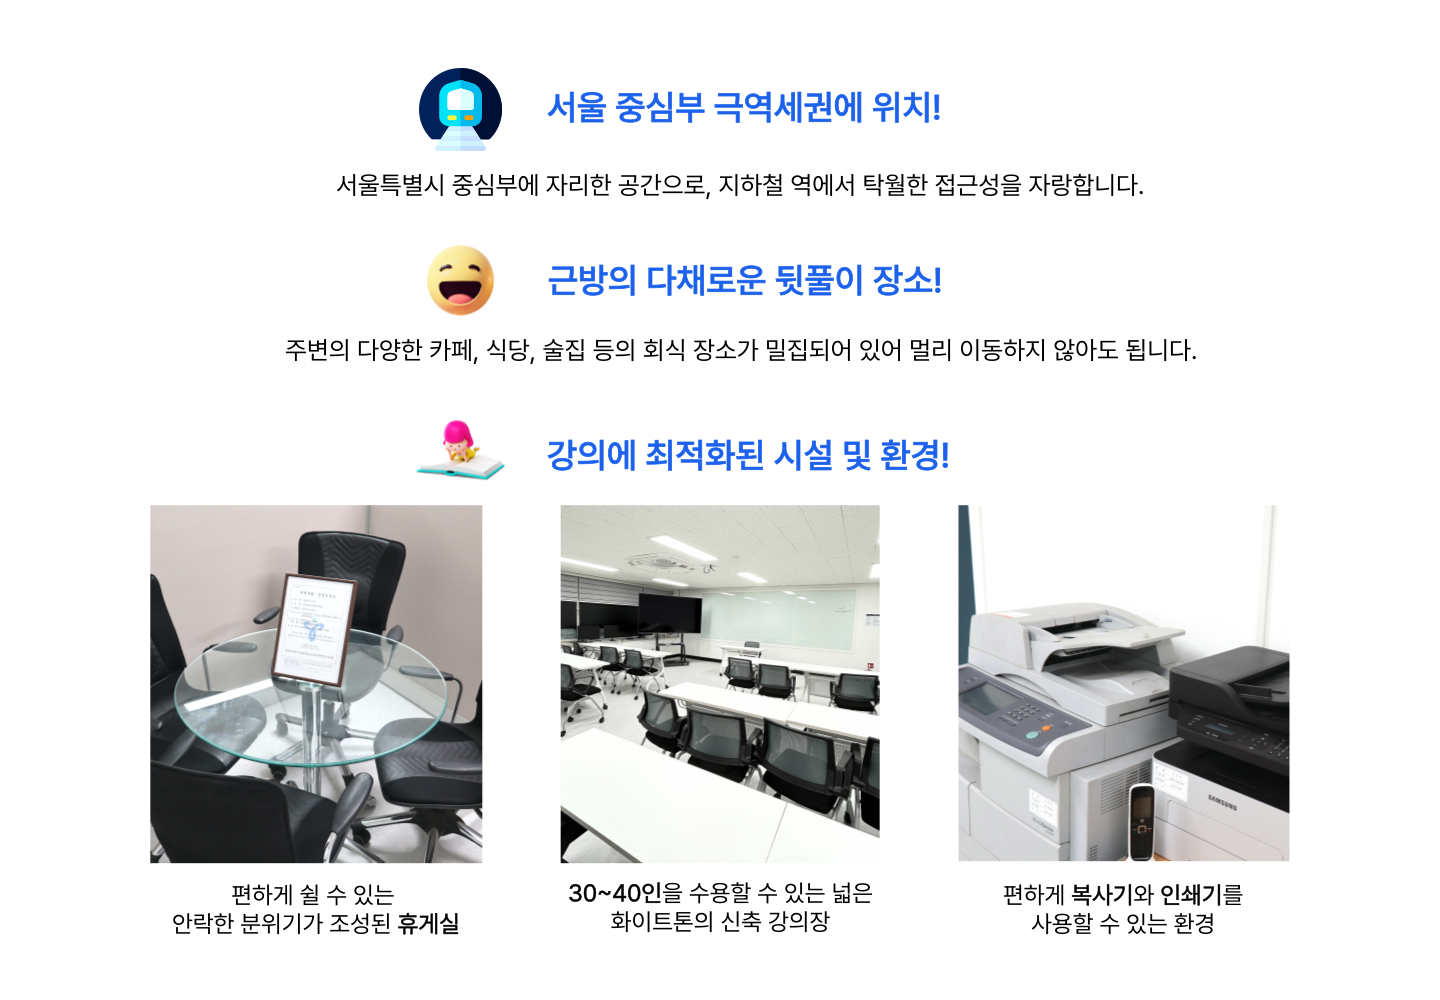 서울 중심부 극역세권에 위치!
서울특별시 중심부에 자리한 공간으로, 지하철 역에서 탁월한 접근성을 자랑합니다.
근방의 다채로운 뒷풀이 장소!
주변의 다양한 카페, 식당, 술집 등의 회식 장소가 밀집되어 있어 멀리 이동하지 않아도 됩니다.
강의에 최적화된 시설 및 환경!
SAMSUNG
편하게 쉴 수 있는
안락한 분위기가 조성된 휴게실
30~40인을 수용할 수 있는 넓은
화이트톤의 신축 강의장
편하게 복사기와 인쇄기를
사용할 수 있는 환경